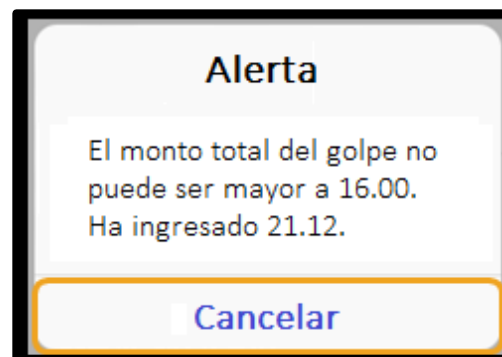 Alerta
El monto total del golpe no
puede ser mayor a 16.00.
Ha ingresado 21.12.
Cancelar